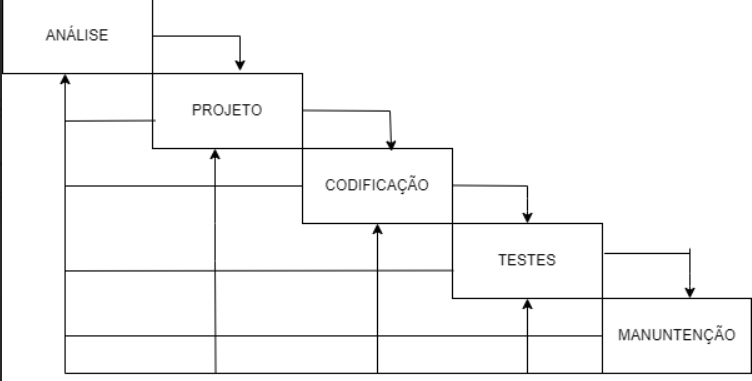 ANÁLISE
PROJETO
CODIFICAÇÃO
TESTES
MANUNTENÇÃO